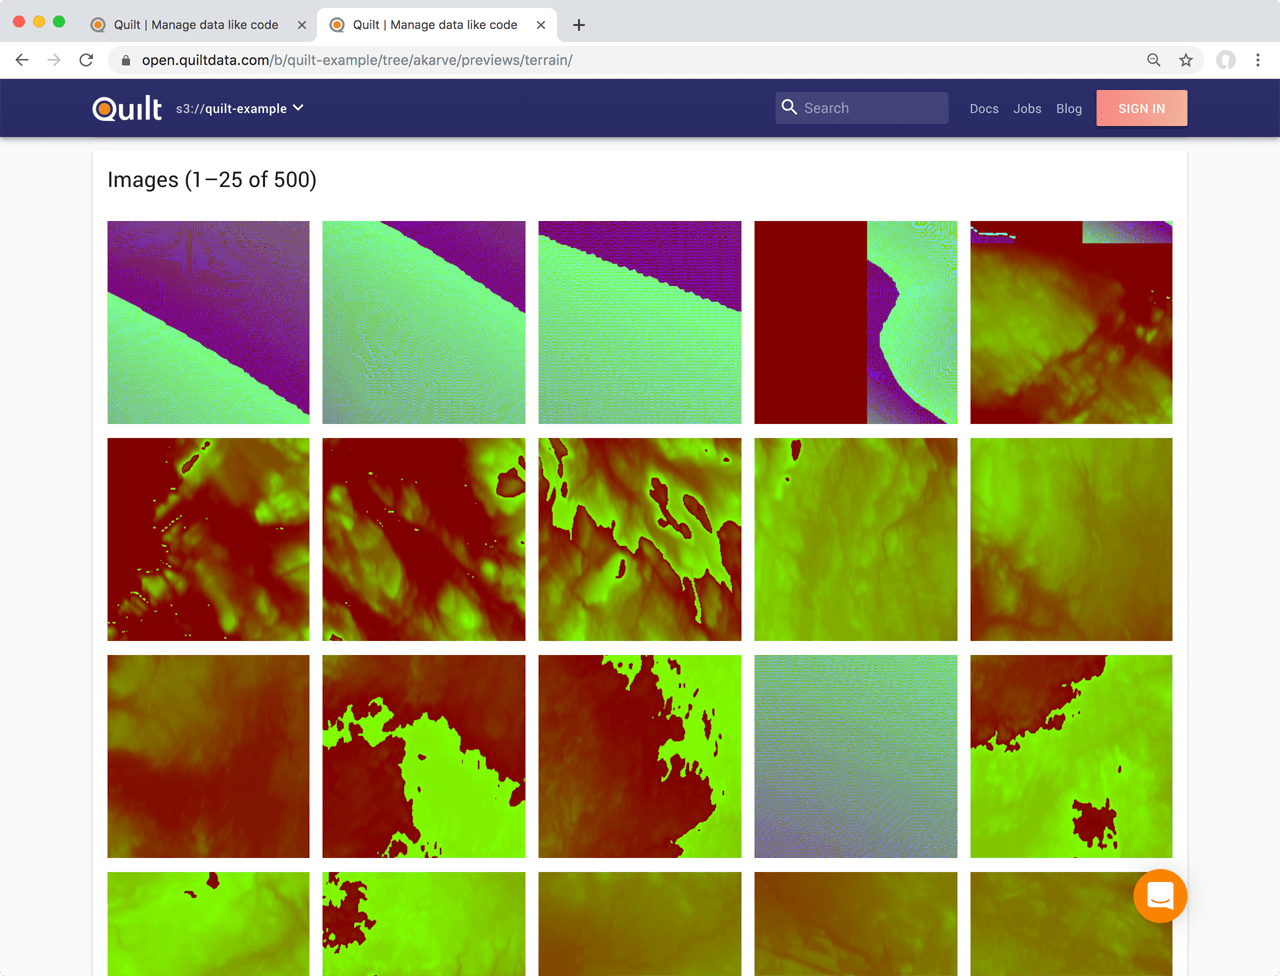 Quilt | Manage data like code
Quilt | Manage data like code
open.quiltdata.com/b/quilt-example/tree/akarve/previews/terrain/
Quilt s3://quilt-example Search Docs Jobs Blog SIGN IN
Images (1–25 of 500)